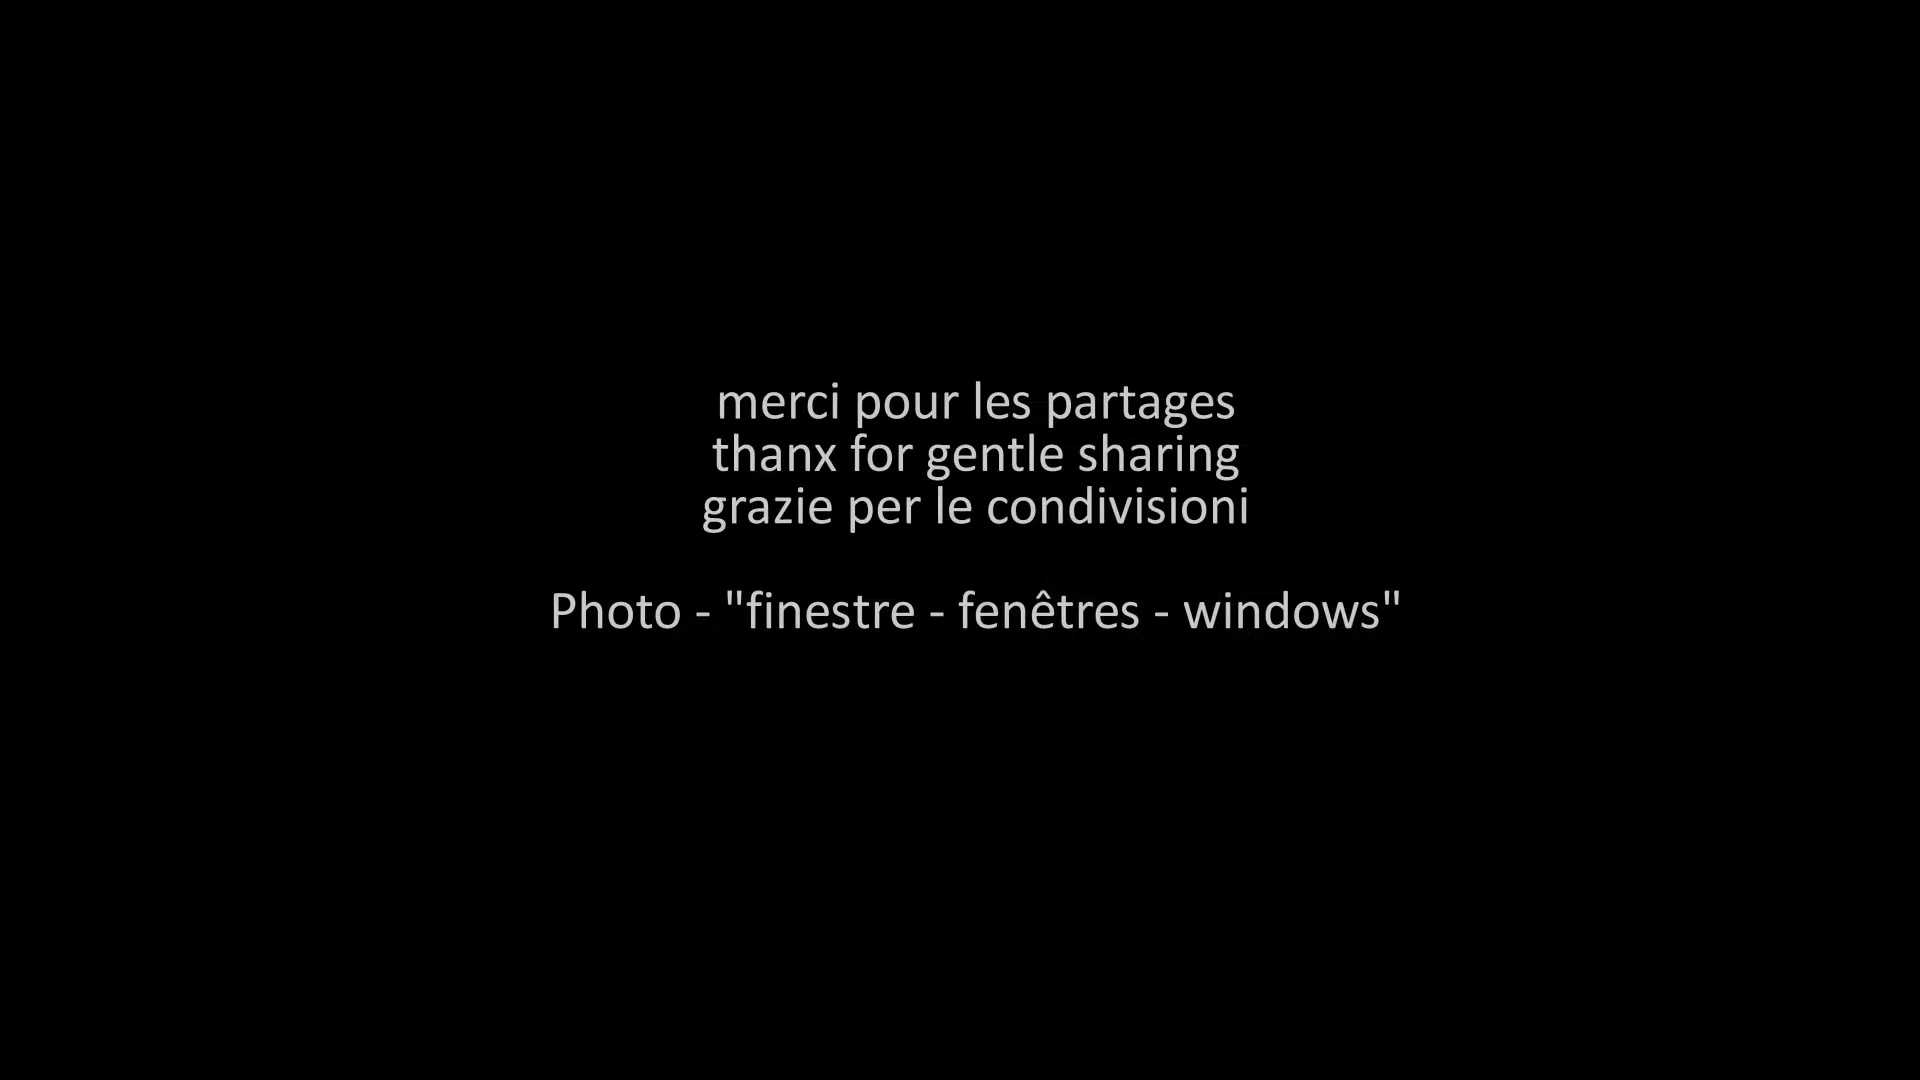 merci pour les partages
thanx for gentle sharing
grazie per le condivisioni
Photo - "finestre - fenêtres - windows"